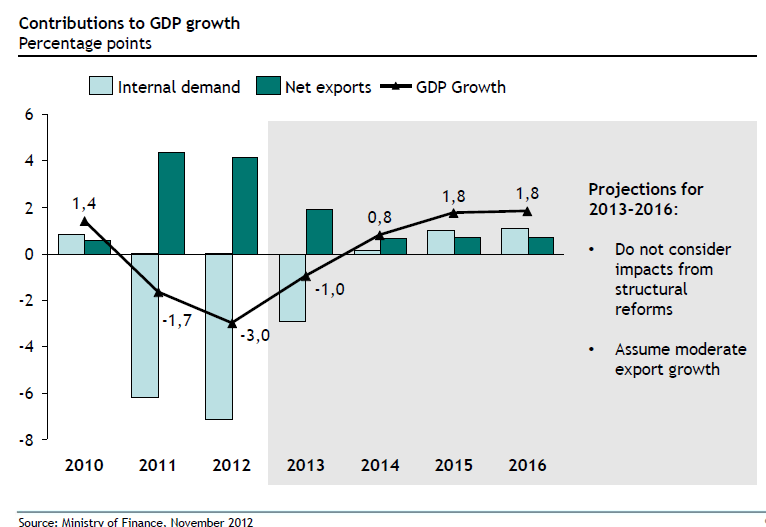 Contributions to GDP growth
Percentage points
Internal demand Net exports GDP Growth
6
4
2
0
-2
-4
-6
-8
1,4
-1,7
-3,0
-1,0
0,8
1,8
1,8
2010 2011 2012 2013 2014 2015 2016
Projections for
2013-2016:
• Do not consider
impacts from
structural
reforms
• Assume moderate
export growth
Source: Ministry of Finance. November 2012